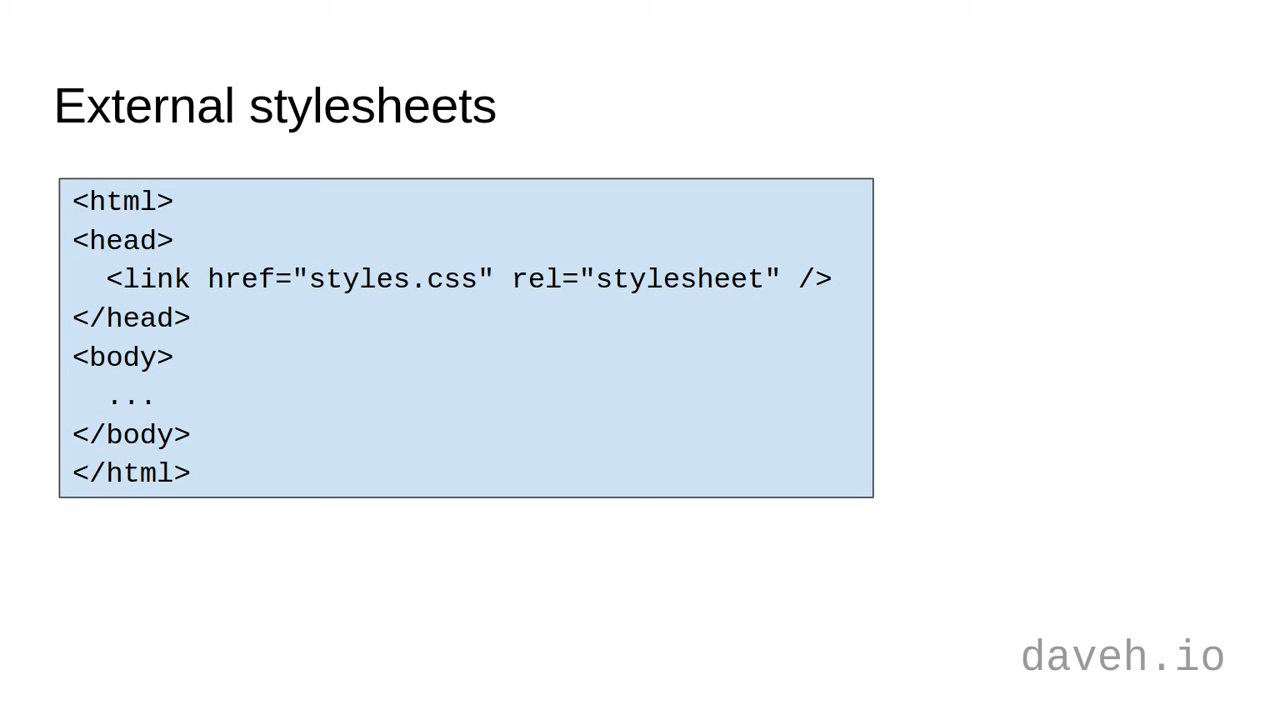 External stylesheets
<html>
<head>
  <link href="styles.css" rel="stylesheet" />
</head>
<body>
  ...
</body>
</html>
daveh.io